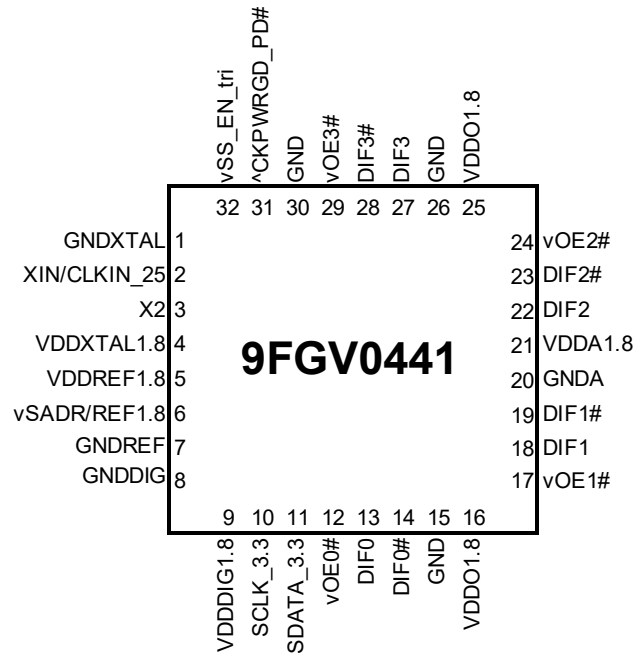 vSS_EN_tri
^CKPWRGD_PD#
GND
vOE3#
DIF3#
DIF3
GND
VDDO1.8
32 31 30 29 28 27 26 25
GNDXTAL 1
XIN/CLKIN_25 2
X2 3
VDDXTAL1.8 4
VDDREF1.8 5
vSADR/REF1.8 6
GNDREF 7
GNDDIG 8
9FGV0441
24 vOE2#
23 DIF2#
22 DIF2
21 VDDA1.8
20 GNDA
19 DIF1#
18 DIF1
17 vOE1#
9 10 11 12 13 14 15 16
VDDDIG1.8
SCLK_3.3
SDATA_3.3
vOE0#
DIF0
DIF0#
GND
VDDO1.8